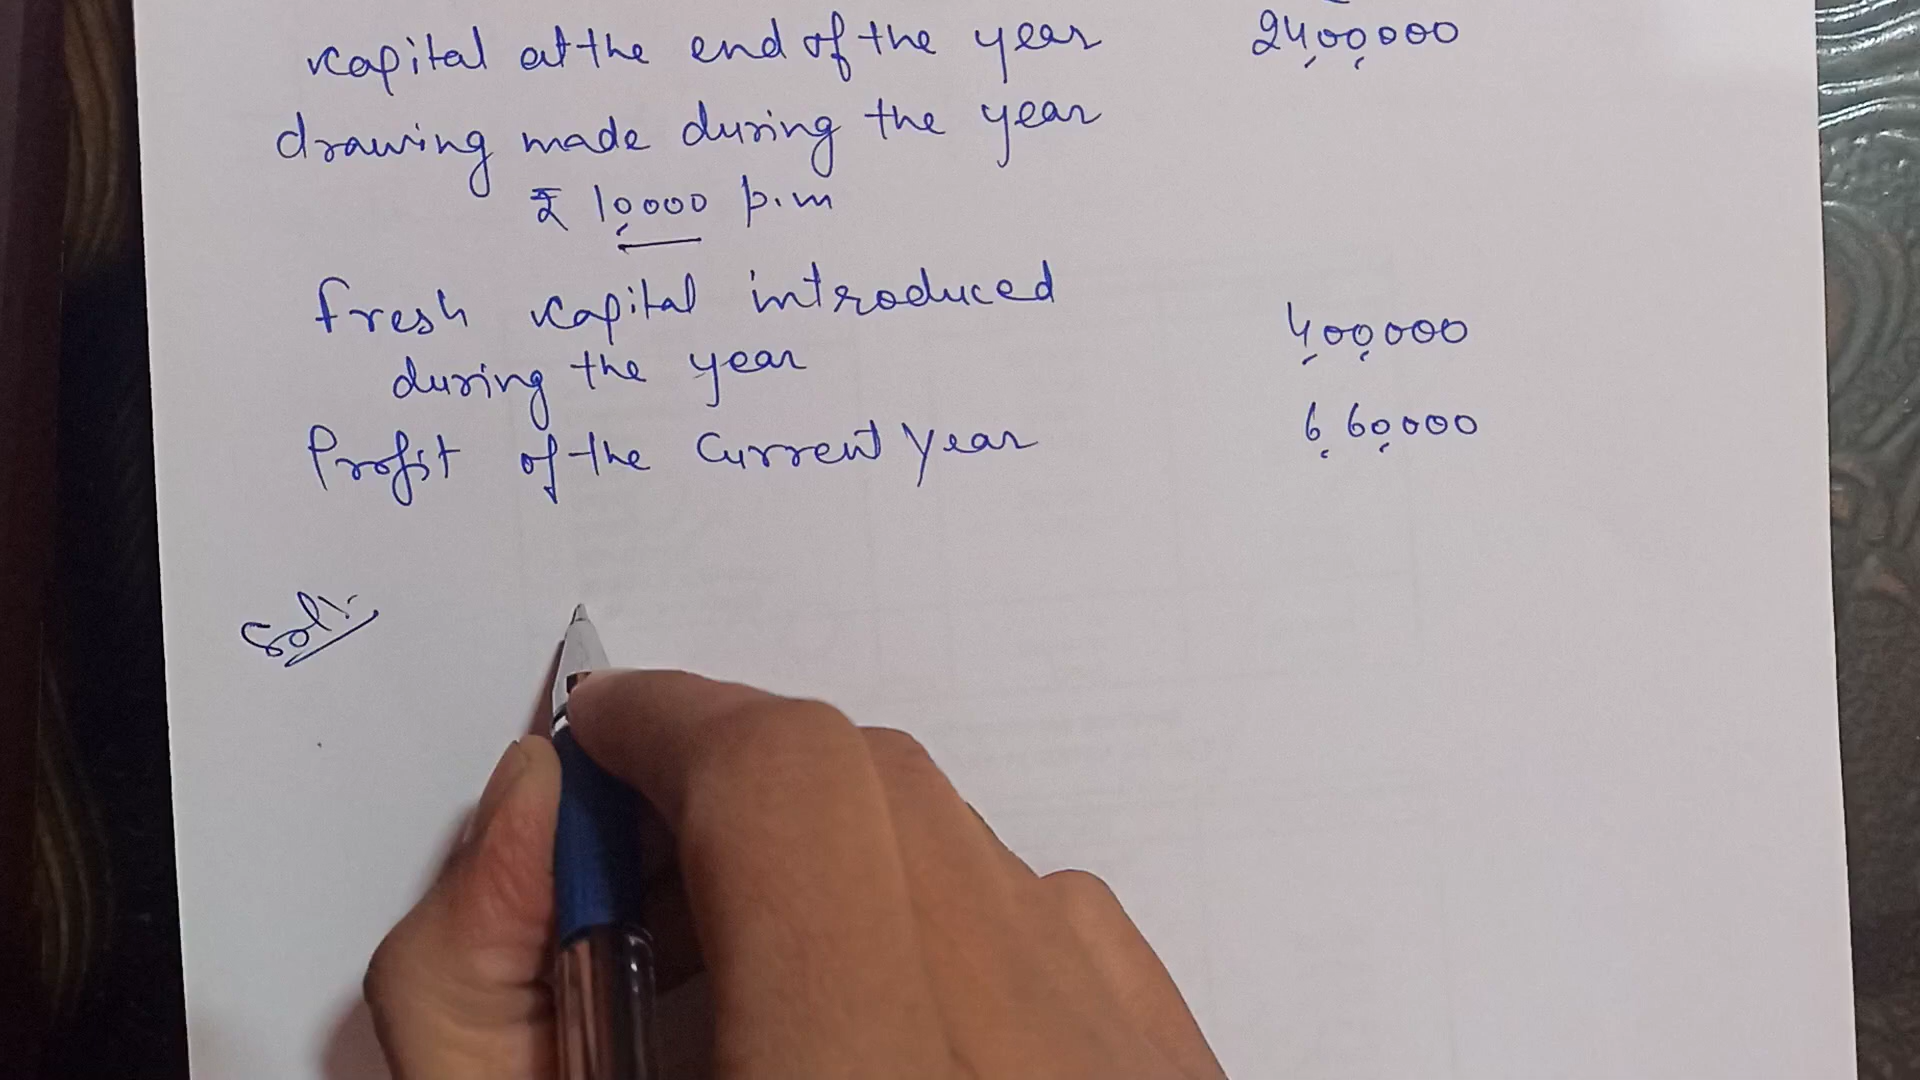 capital at the end of the year 24,00,000
drawing made during the year
₹ 10,000 p.m
fresh capital introduced
during the year 4,00,000
Profit of the Current Year 6,60,000
Sol:-